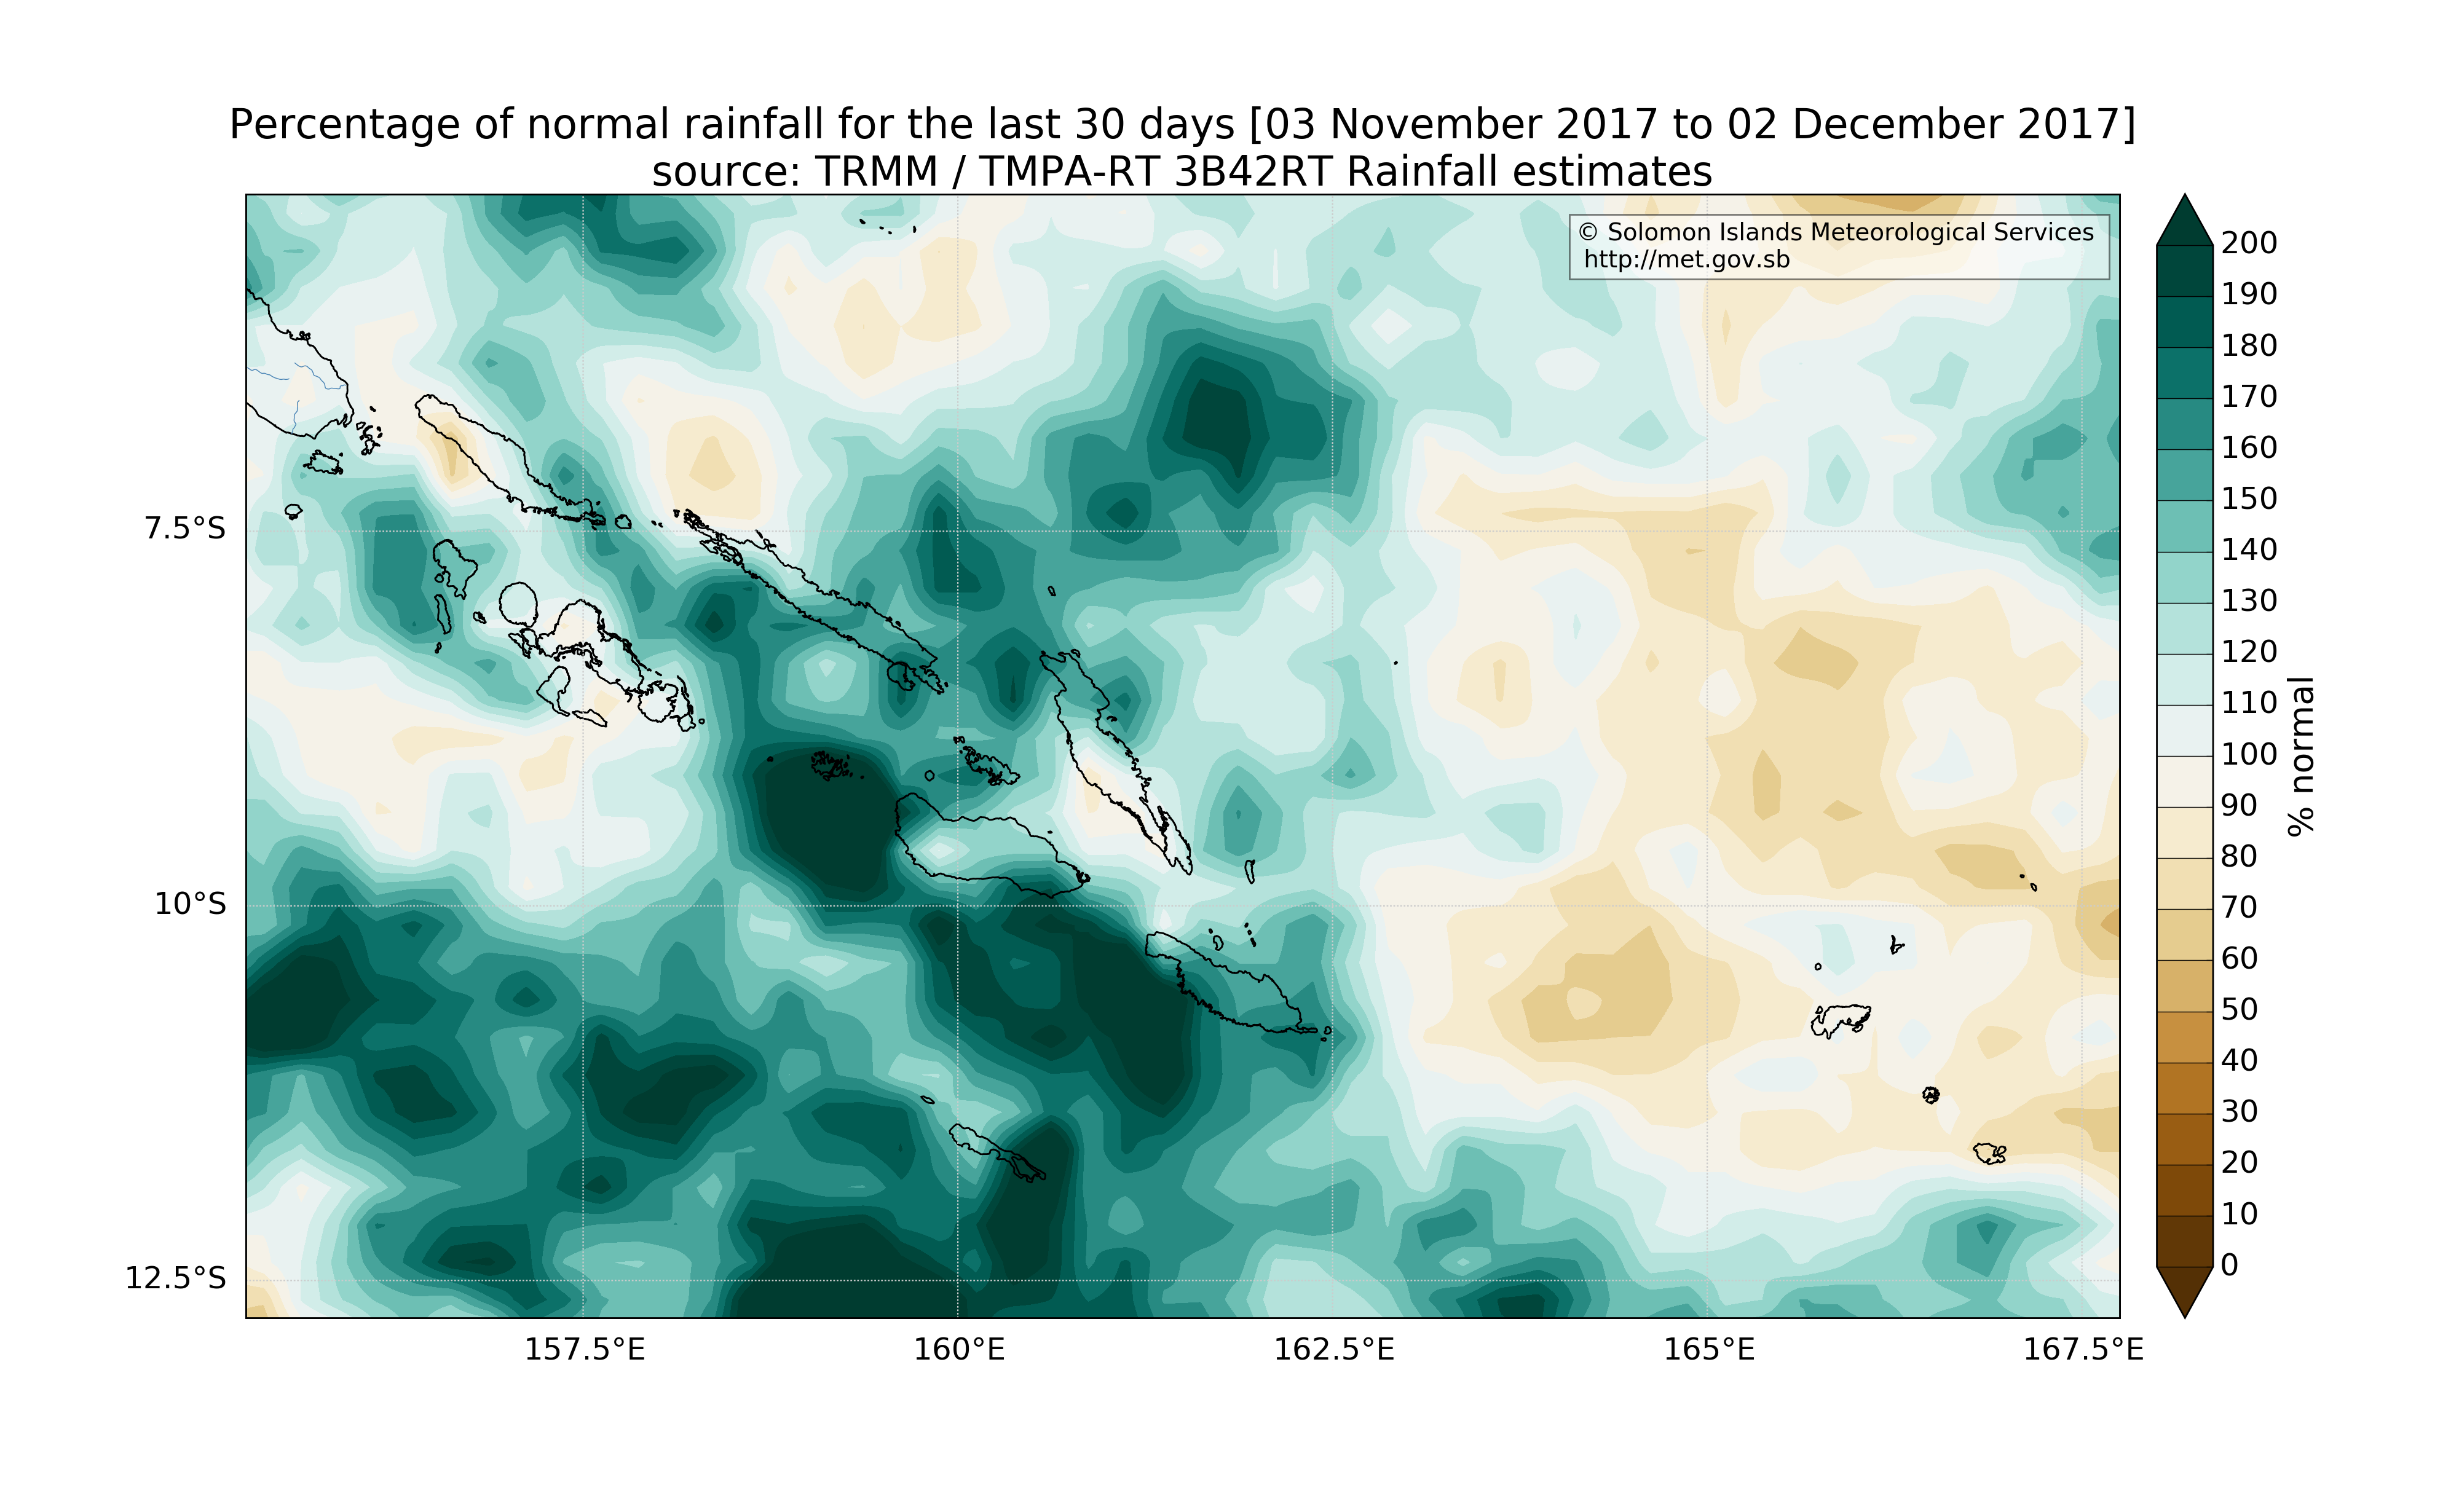 Percentage of normal rainfall for the last 30 days [03 November 2017 to 02 December 2017]
source: TRMM / TMPA-RT 3B42RT Rainfall estimates
© Solomon Islands Meteorological Services
http://met.gov.sb
200
190
180
170
160
150
140
130
120
110
100
90
80
70
60
50
40
30
20
10
0
% normal
7.5°S
10°S
12.5°S
157.5°E
160°E
162.5°E
165°E
167.5°E